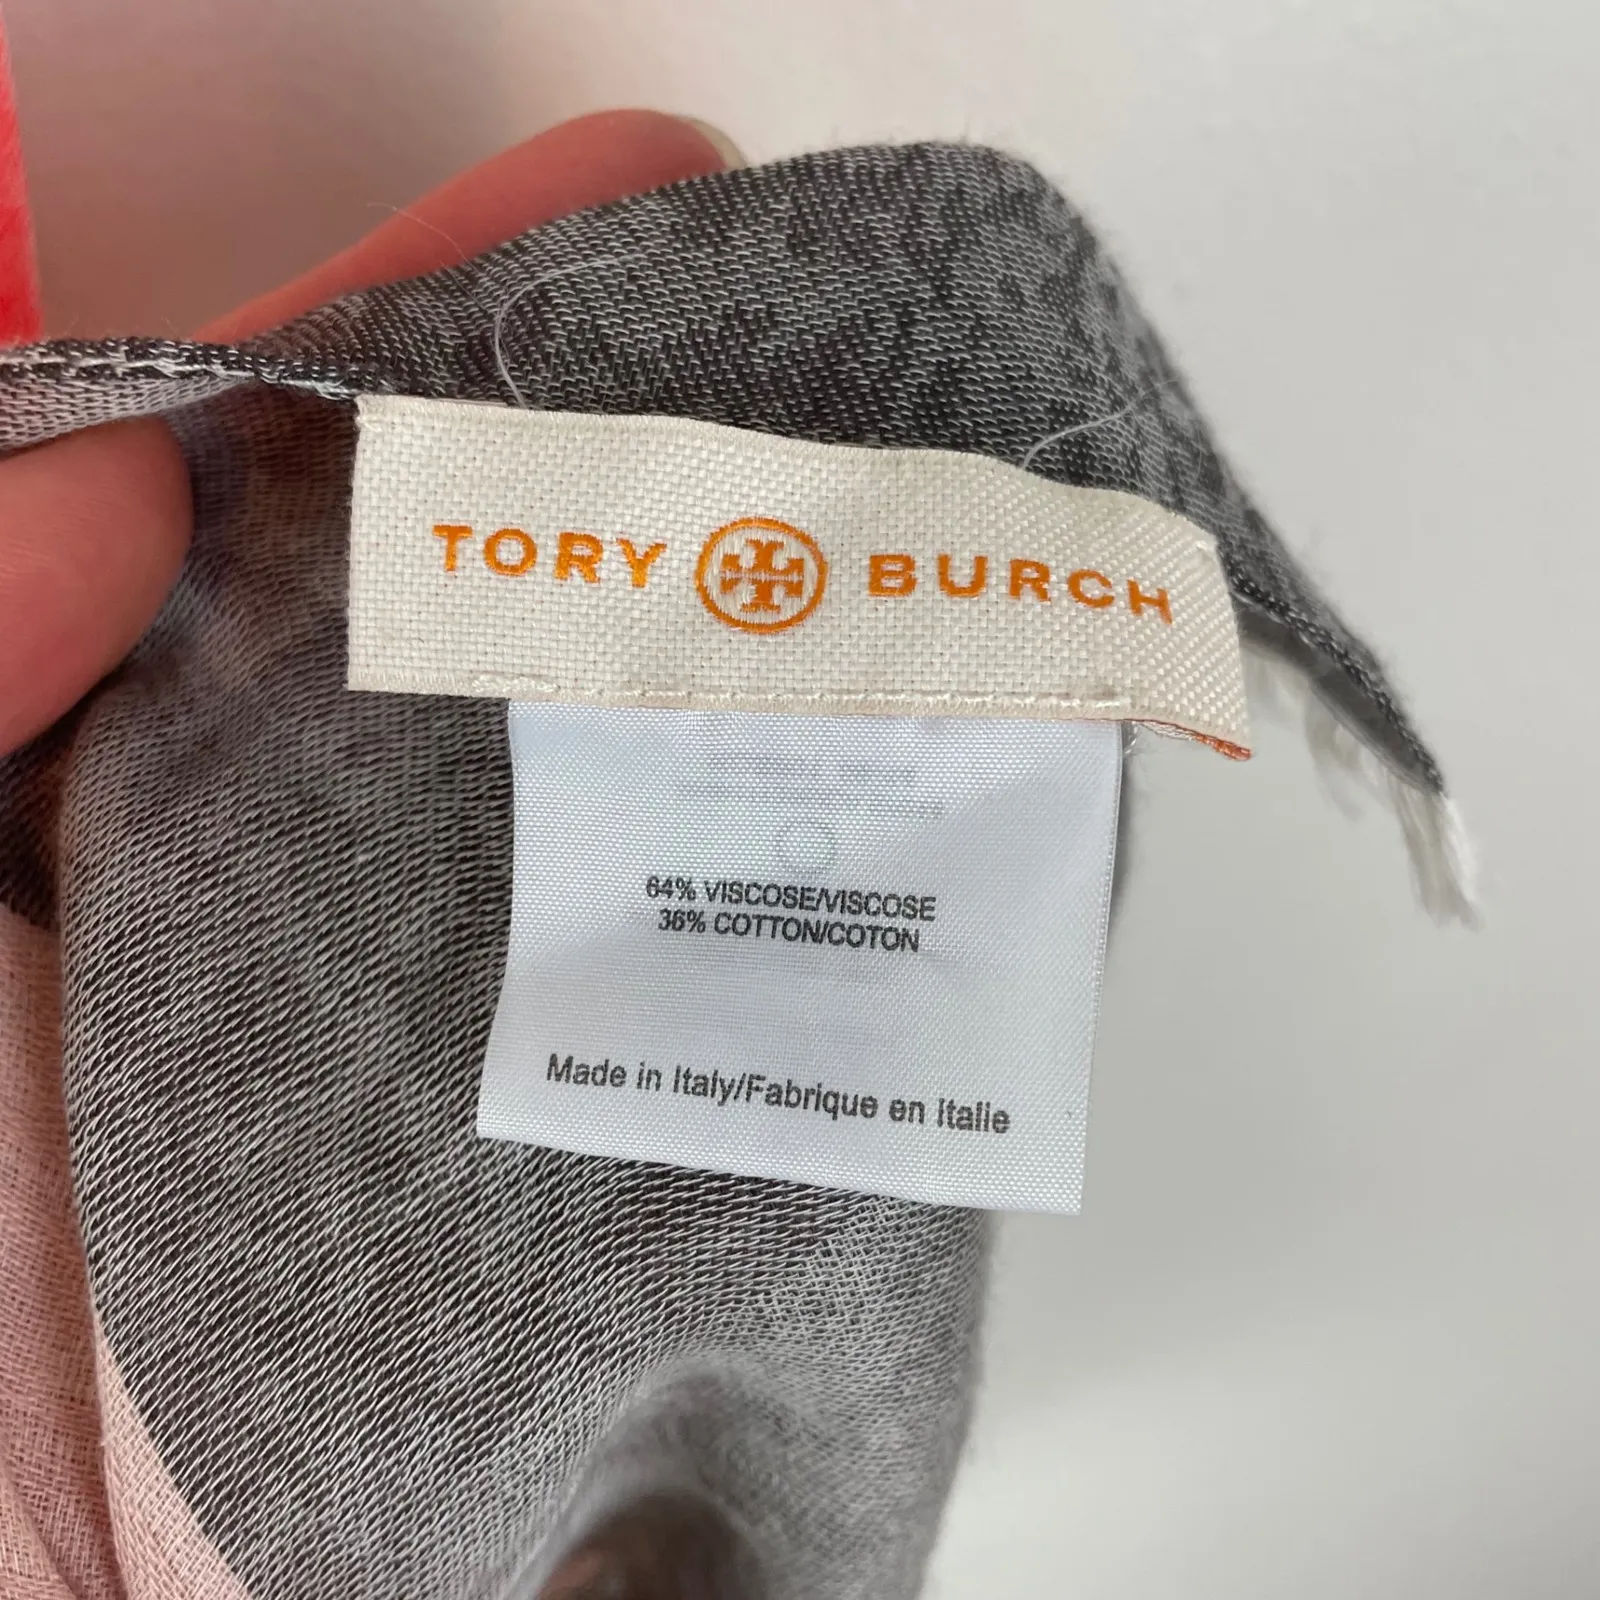 TORY BURCH
64% VISCOSE/VISCOSE
36% COTTON/COTON
Made in Italy/Fabrique en Italie